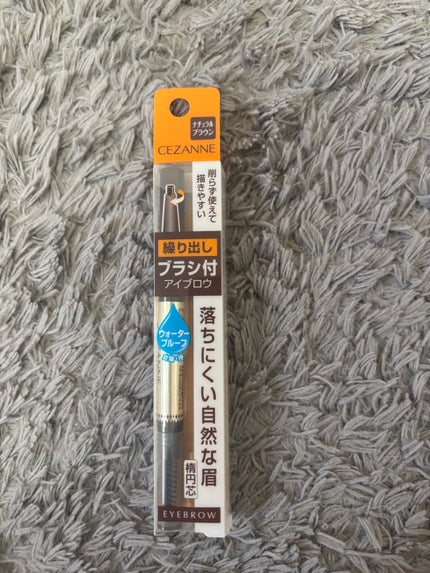 ナチュラル
ブラウン
CEZANNE
削らず使えて
描きやすい
繰り出し
ブラシ付
アイブロウ
ウォーター
プルーフ
落ちにくい自然な眉
楕円芯
EYEBROW